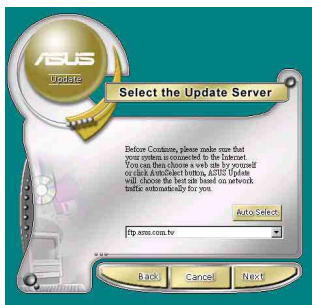 ASUS
Update
Select the Update Server
Before Continue, please make sure that
your system is connected to the Internet.
You can then choose a web site by yourself
or click AutoSelect button, ASUS Update
will choose the best site based on network
traffic automatically for you.
Auto Select
ftp.asus.com.tw
Back
Cancel
Next